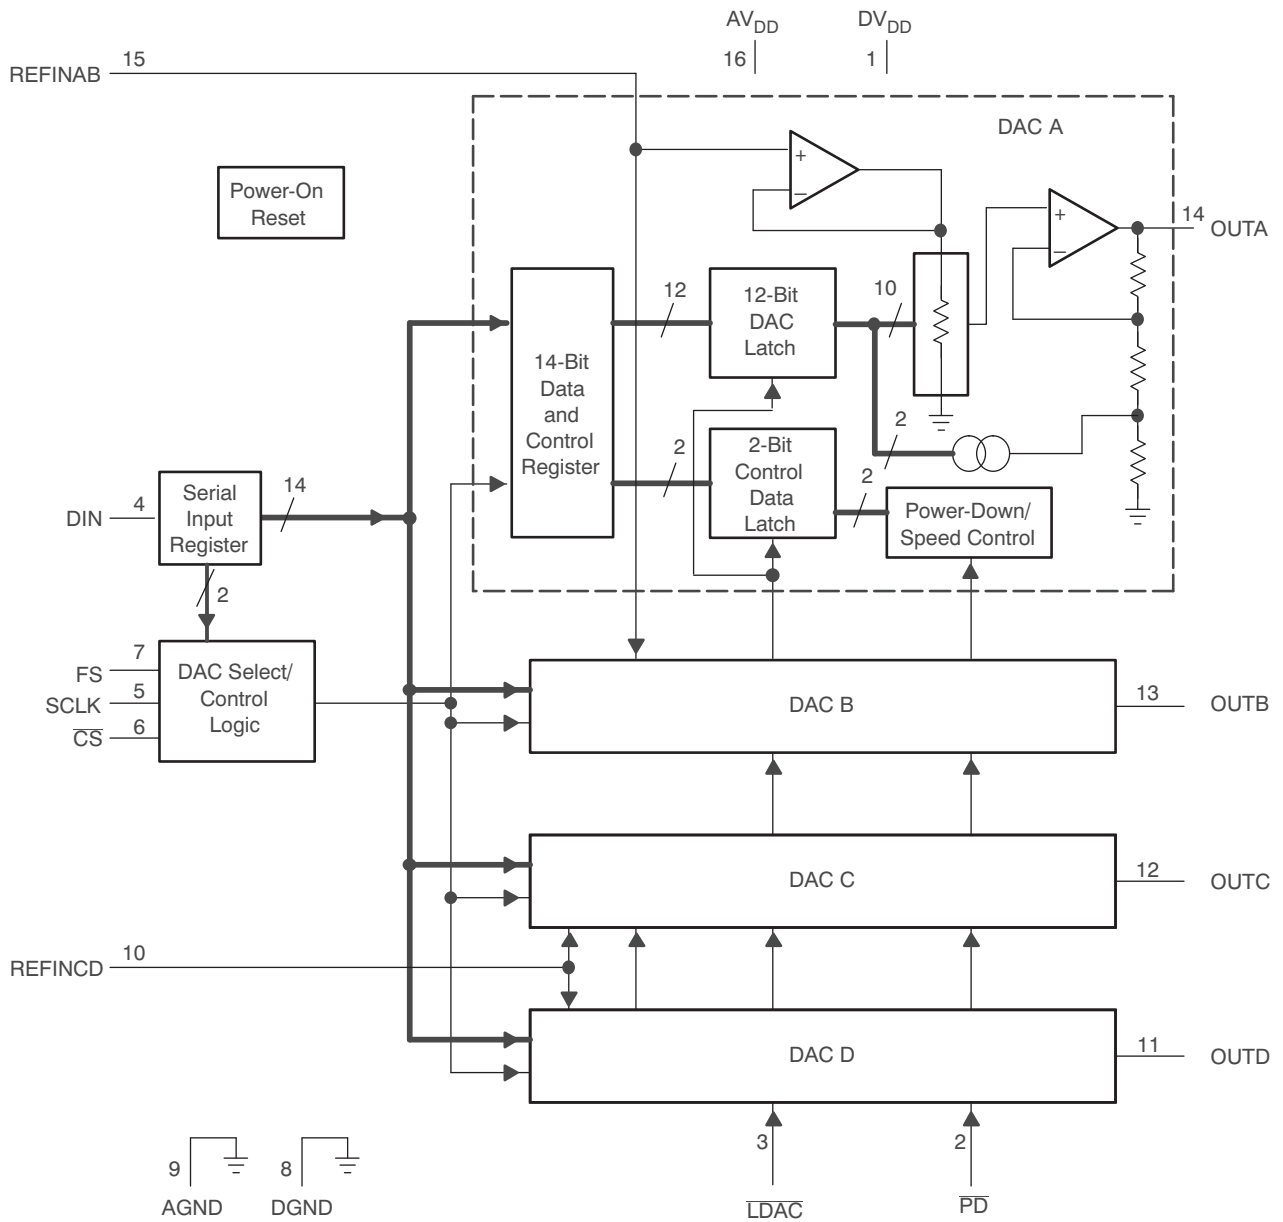 AVDD
DVDD
16
1
15
REFINAB
DAC A
Power-On
Reset
+
−
+
−
14
OUTA
12
12-Bit
DAC
Latch
10
14-Bit
Data
and
Control
Register
2
2-Bit
Control
Data
Latch
2
2
Power-Down/
Speed Control
DIN
4
Serial
Input
Register
14
2
FS
7
SCLK
5
CS
6
DAC Select/
Control
Logic
DAC B
13
OUTB
DAC C
12
OUTC
REFINCD
10
DAC D
11
OUTD
9
AGND
8
DGND
3
LDAC
2
PD